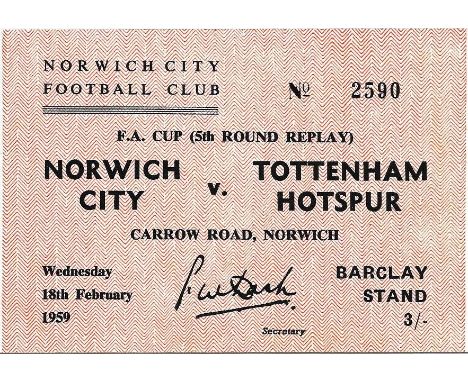 NORWICH CITY
FOOTBALL CLUB
Nº 2590
F.A. CUP (5th ROUND REPLAY)
NORWICH CITY
v.
TOTTENHAM HOTSPUR
CARROW ROAD, NORWICH
Wednesday
18th February
1959
Secretary
BARCLAY
STAND
3/-